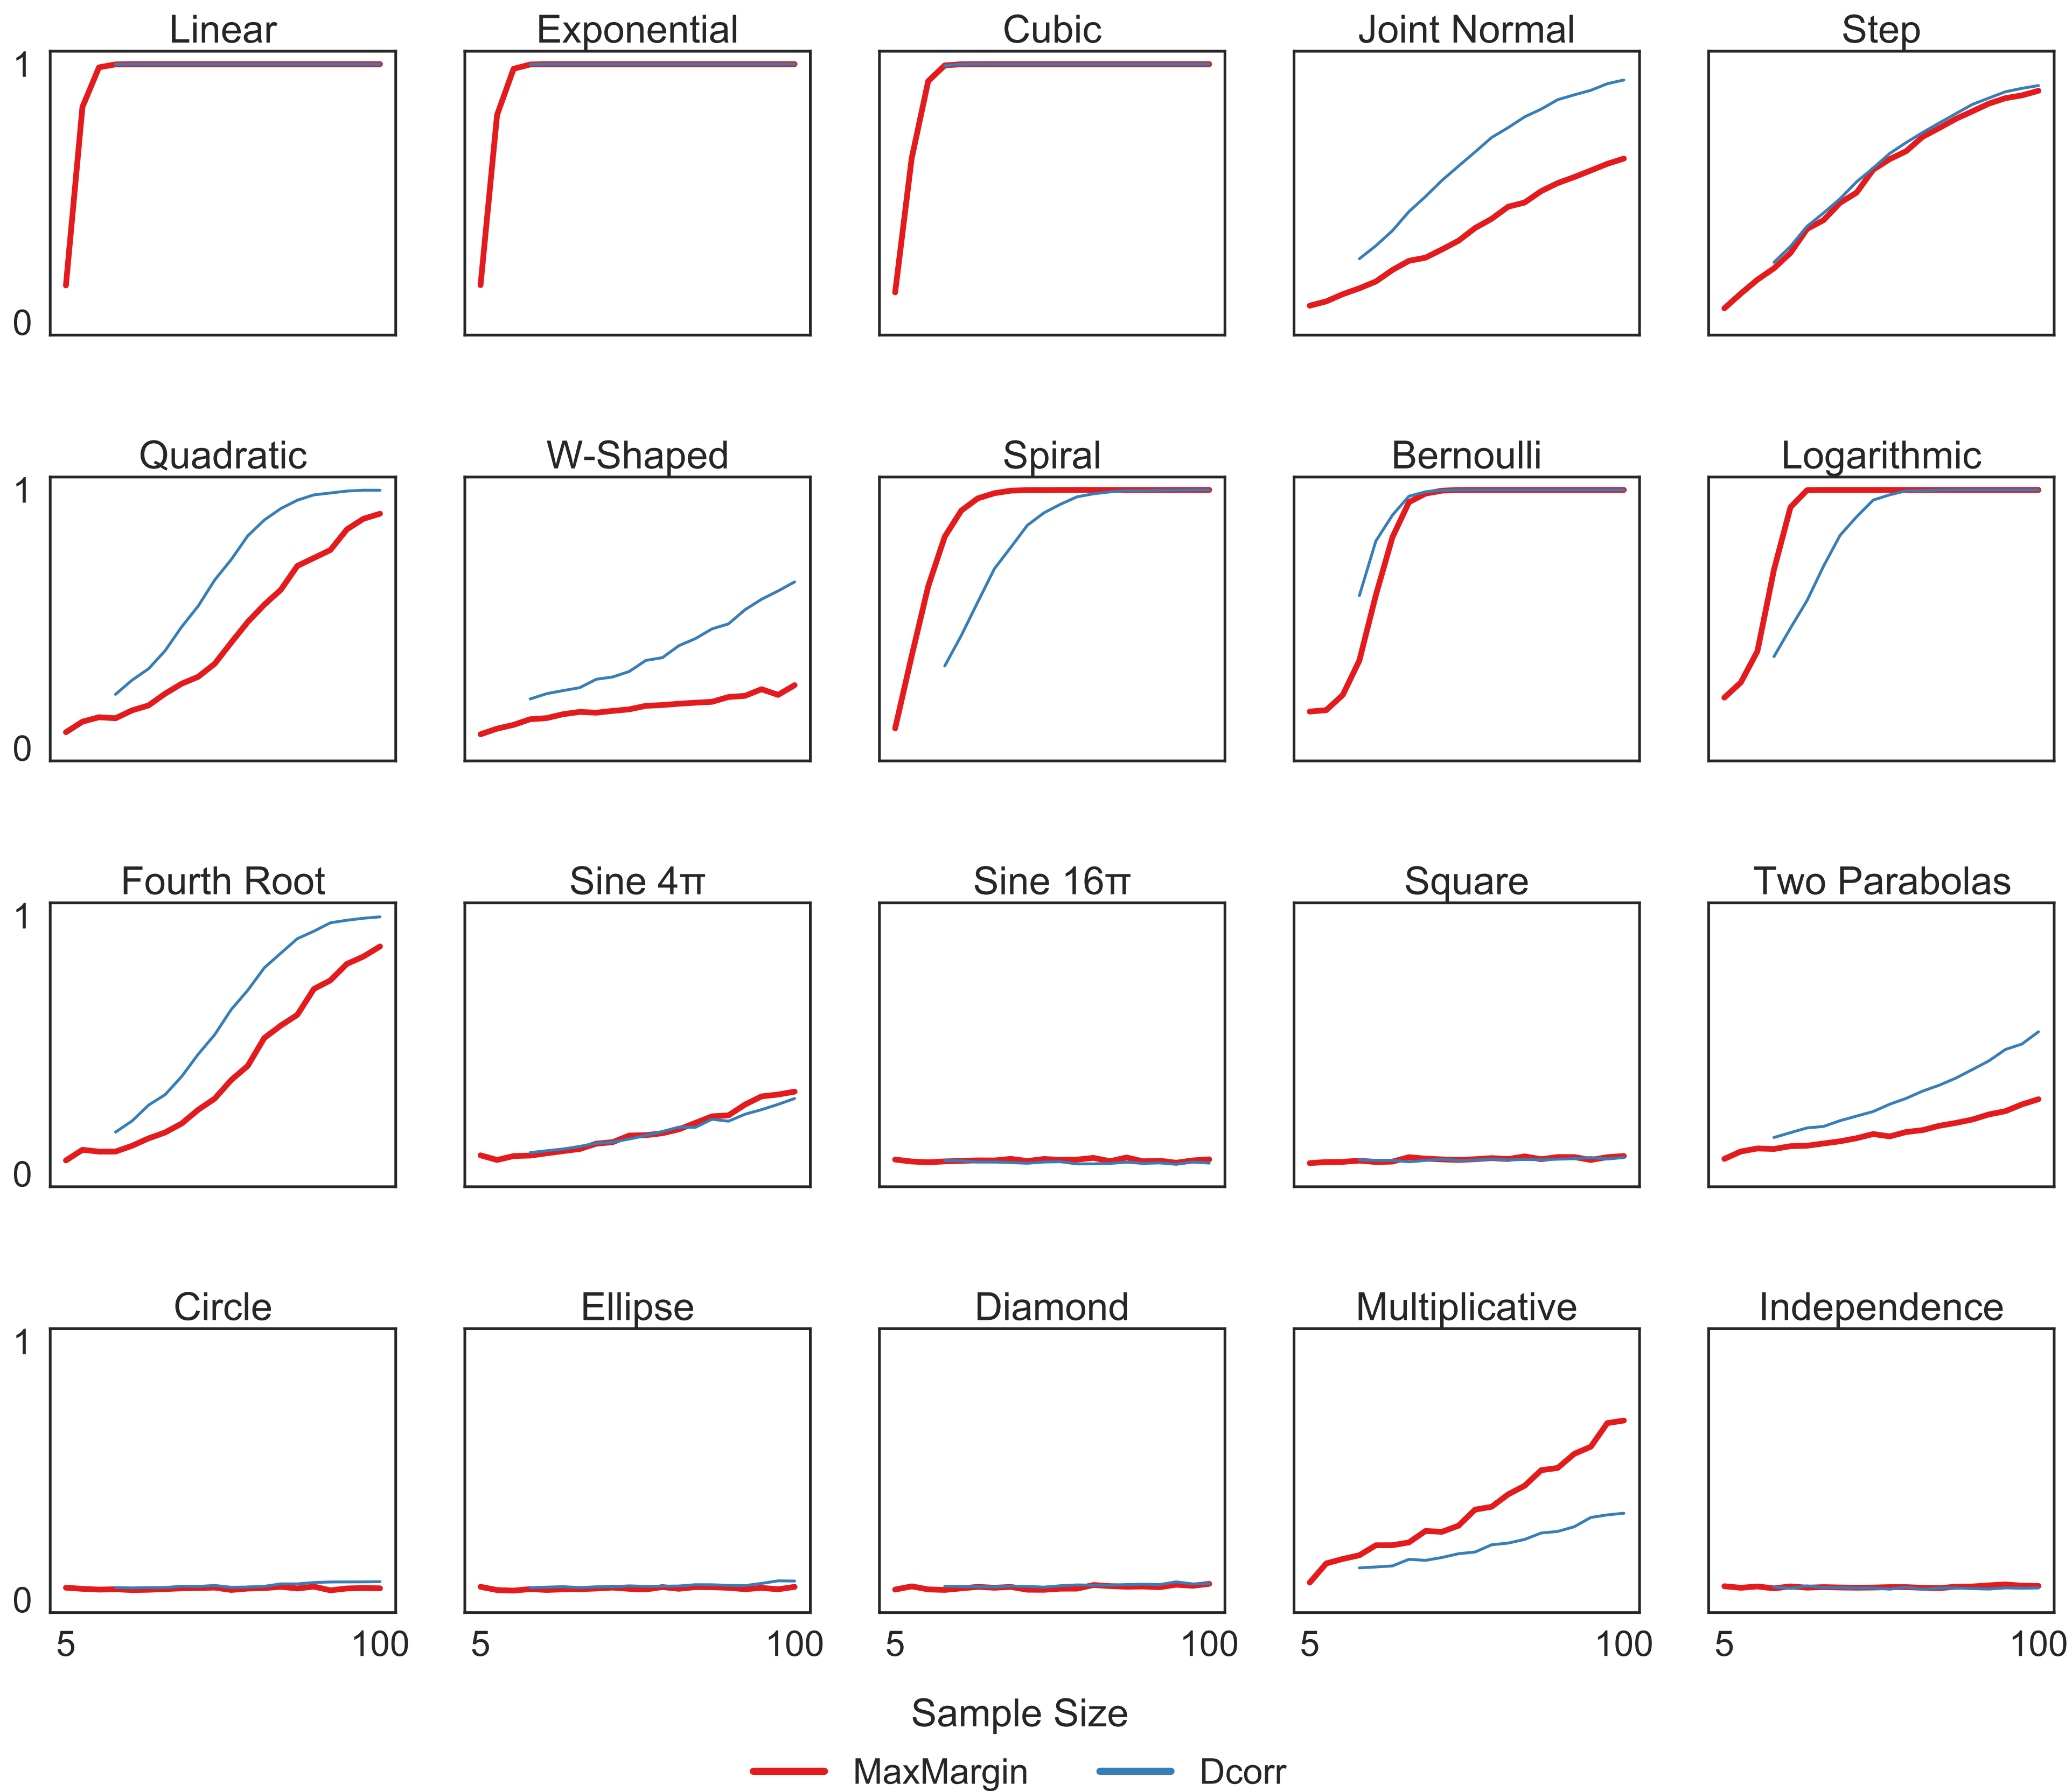 Linear Exponential Cubic Joint Normal Step
1
0
Quadratic W-Shaped Spiral Bernoulli Logarithmic
1
0
Fourth Root Sine 4π Sine 16π Square Two Parabolas
1
0
Circle Ellipse Diamond Multiplicative Independence
1
0
5 100 5 100 5 100 5 100 5 100
Sample Size
MaxMargin Dcorr